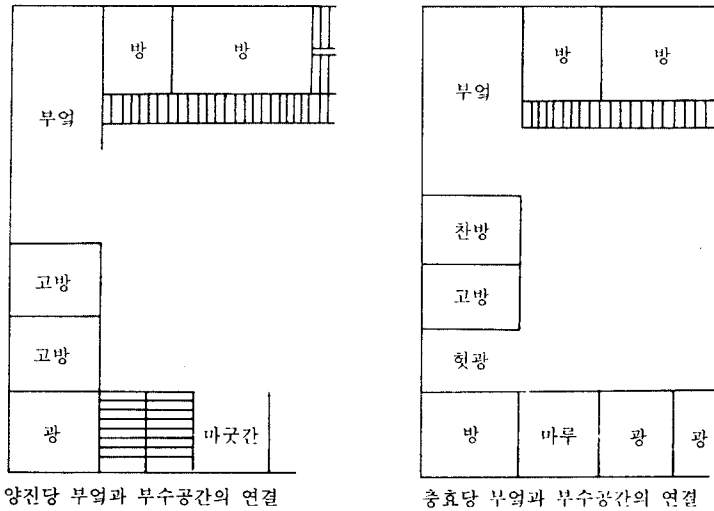 방 방
부엌
고방
고방
광 마굿간
양진당 부엌과 부수공간의 연결
방 방
부엌
찬방
고방
헛광
방 마루 광 광
충효당 부엌과 부수공간의 연결